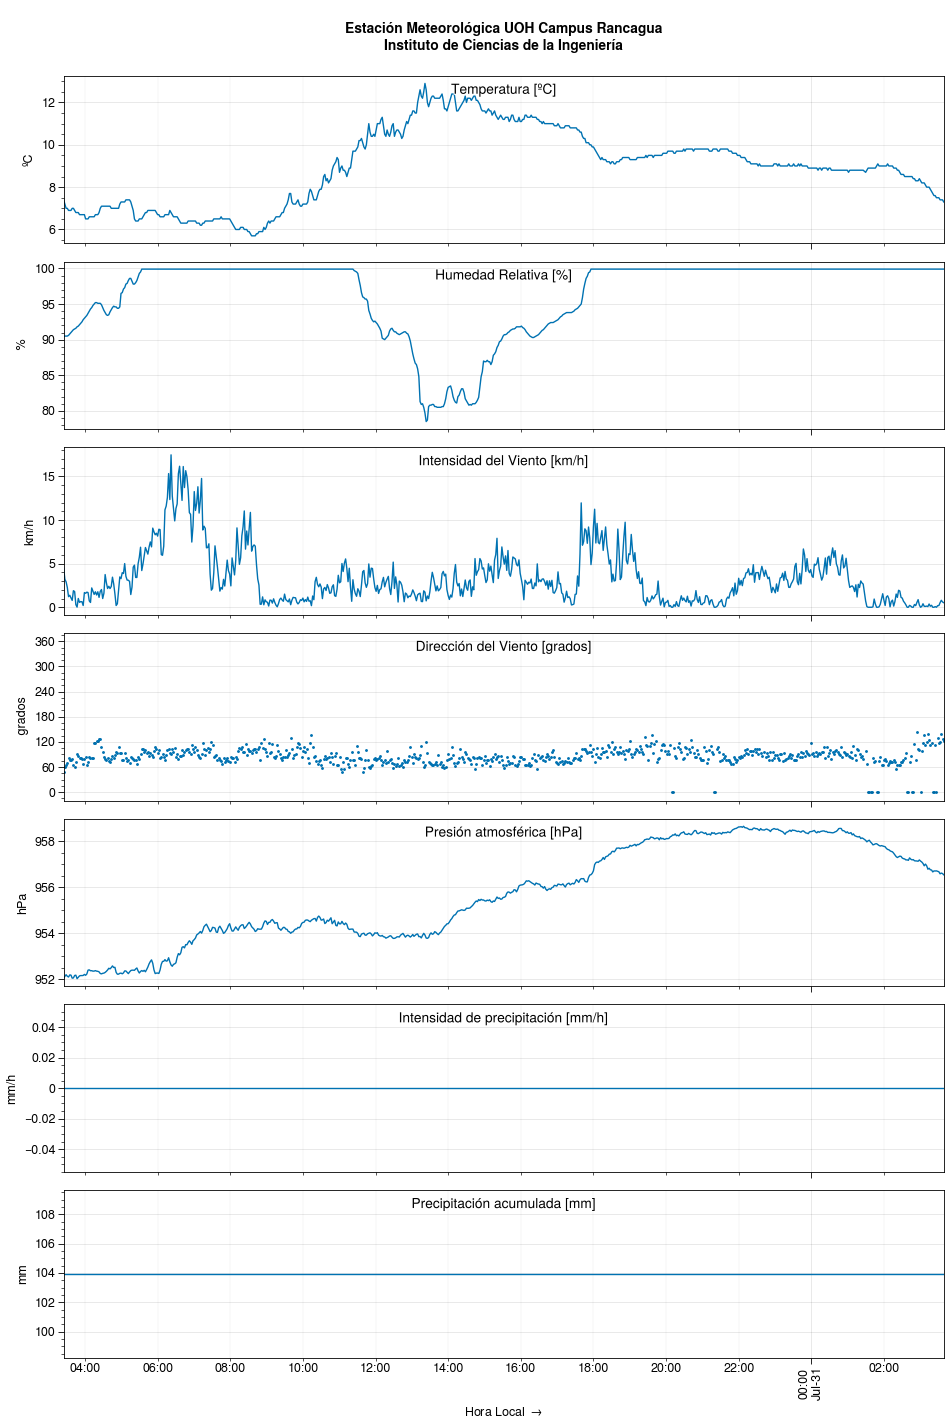 Estación Meteorológica UOH Campus Rancagua
Instituto de Ciencias de la Ingeniería
Temperatura [ºC]
12
10
8
6
ºC
Humedad Relativa [%]
100
95
90
85
80
%
Intensidad del Viento [km/h]
15
10
5
0
km/h
Dirección del Viento [grados]
360
300
240
180
120
60
0
grados
Presión atmosférica [hPa]
958
956
954
952
hPa
Intensidad de precipitación [mm/h]
0.04
0.02
0
−0.02
−0.04
mm/h
Precipitación acumulada [mm]
108
106
104
102
100
mm
04:00 06:00 08:00 10:00 12:00 14:00 16:00 18:00 20:00 22:00 00:00 02:00
Jul-31
Hora Local →